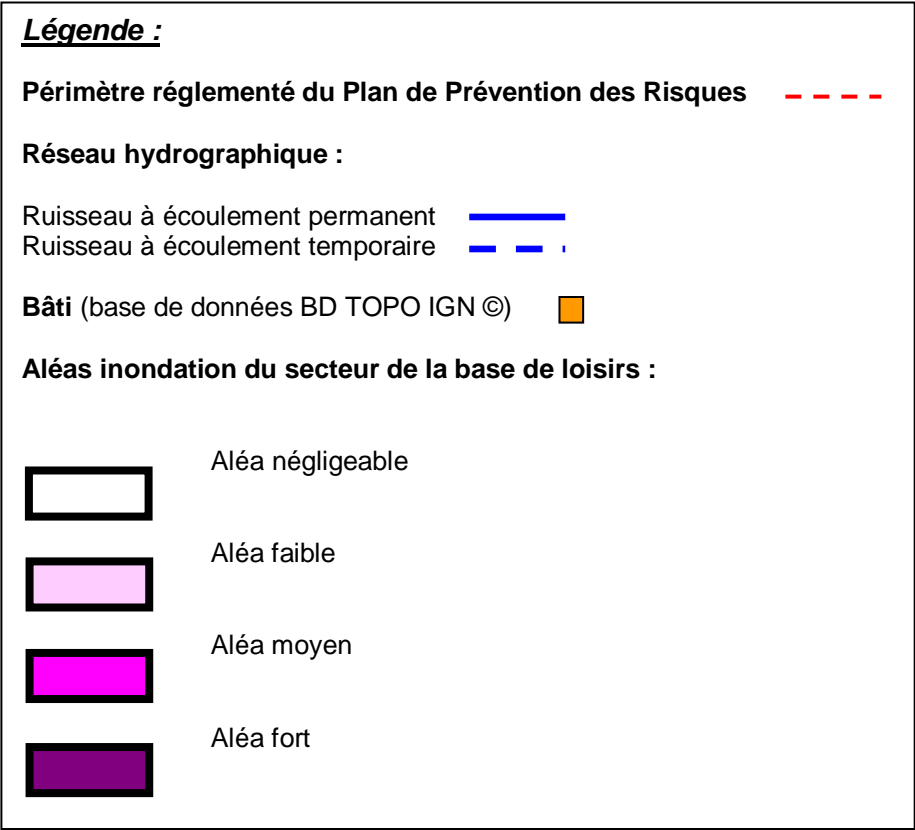 Légende :
Périmètre réglementé du Plan de Prévention des Risques
Réseau hydrographique :
Ruisseau à écoulement permanent
Ruisseau à écoulement temporaire
Bâti (base de données BD TOPO IGN ©)
Aléas inondation du secteur de la base de loisirs :
Aléa négligeable
Aléa faible
Aléa moyen
Aléa fort